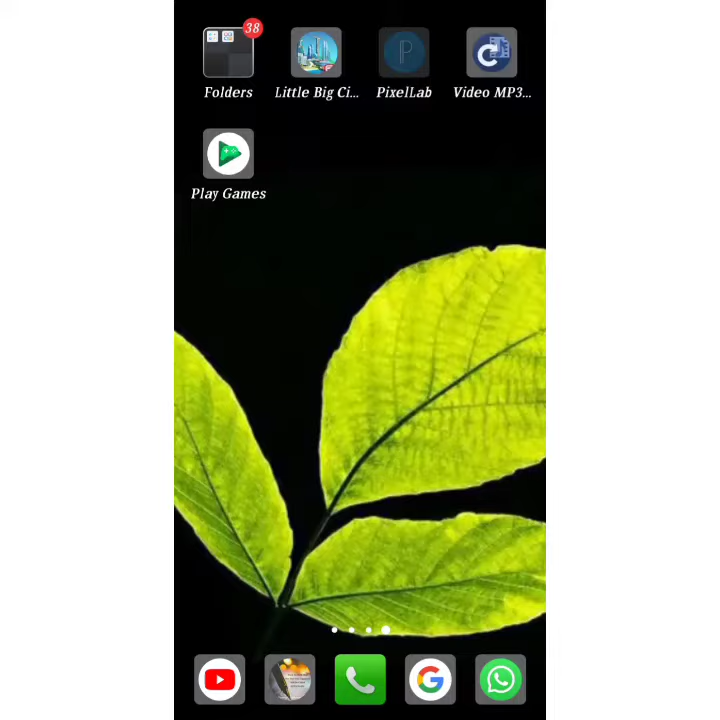 38
Folders
Little Big Ci...
PixelLab
Video MP3...
Play Games